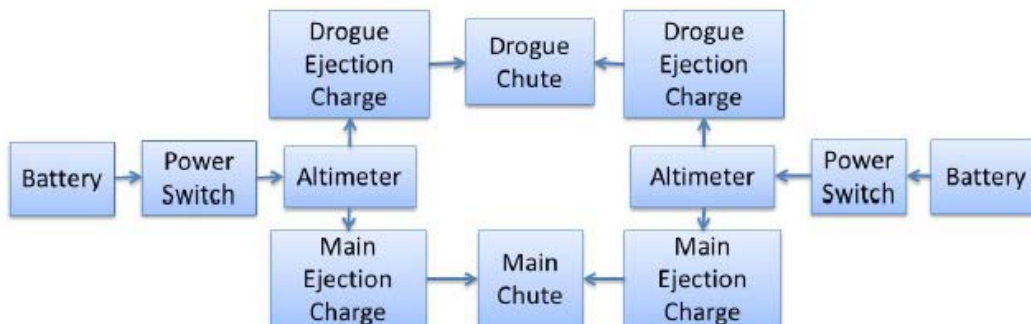 Drogue
Ejection
Charge
Drogue
Chute
Drogue
Ejection
Charge
Battery
Power
Switch
Altimeter
Altimeter
Power
Switch
Battery
Main
Ejection
Charge
Main
Chute
Main
Ejection
Charge